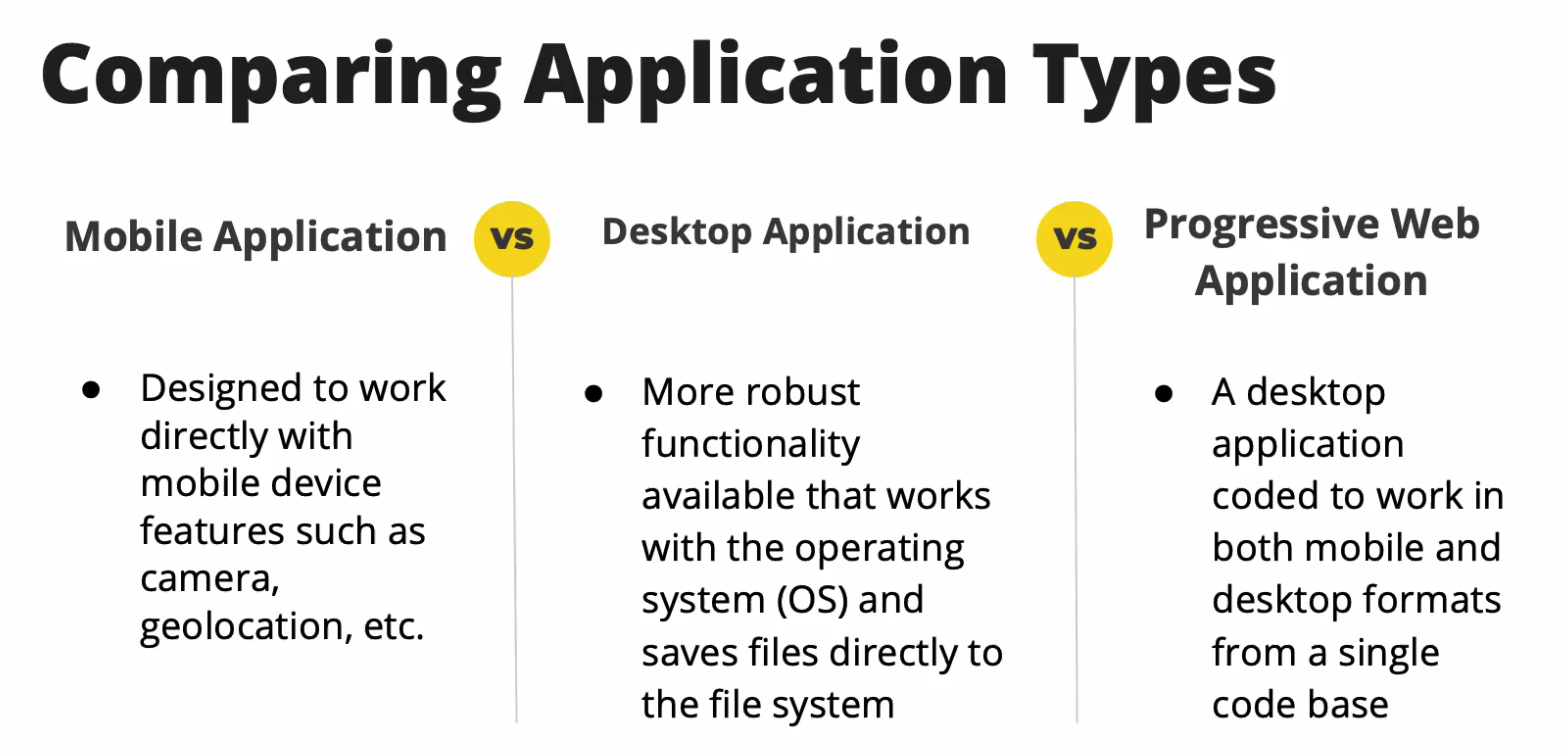 Comparing Application Types
Mobile Application
vs
Desktop Application
vs
Progressive Web
Application
● Designed to work
directly with
mobile device
features such as
camera,
geolocation, etc.
● More robust
functionality
available that works
with the operating
system (OS) and
saves files directly to
the file system
● A desktop
application
coded to work in
both mobile and
desktop formats
from a single
code base